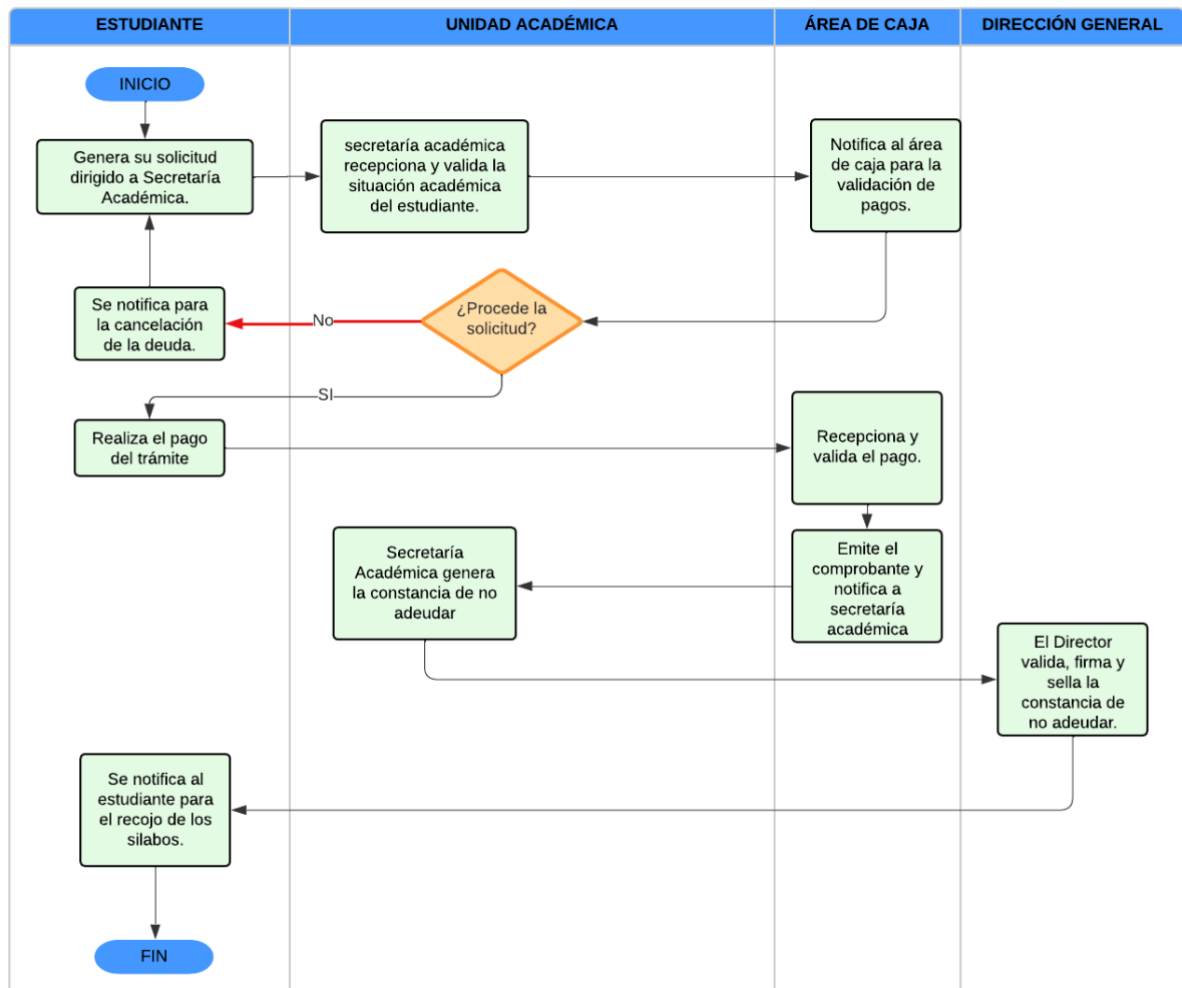 ESTUDIANTE
UNIDAD ACADÉMICA
ÁREA DE CAJA
DIRECCIÓN GENERAL
INICIO
Genera su solicitud
dirigido a Secretaría
Académica.
secretaría académica
recepciona y valida la
situación académica
del estudiante.
Notifica al área
de caja para la
validación de
pagos.
¿Procede la
solicitud?
No
Se notifica para
la cancelación
de la deuda.
SI
Realiza el pago
del trámite
Recepciona y
valida el pago.
Emite el
comprobante y
notifica a
secretaría
académica
Secretaría
Académica genera
la constancia de no
adeudar
El Director
valida, firma y
sella la
constancia de
no adeudar.
Se notifica al
estudiante para
el recojo de los
silabos.
FIN